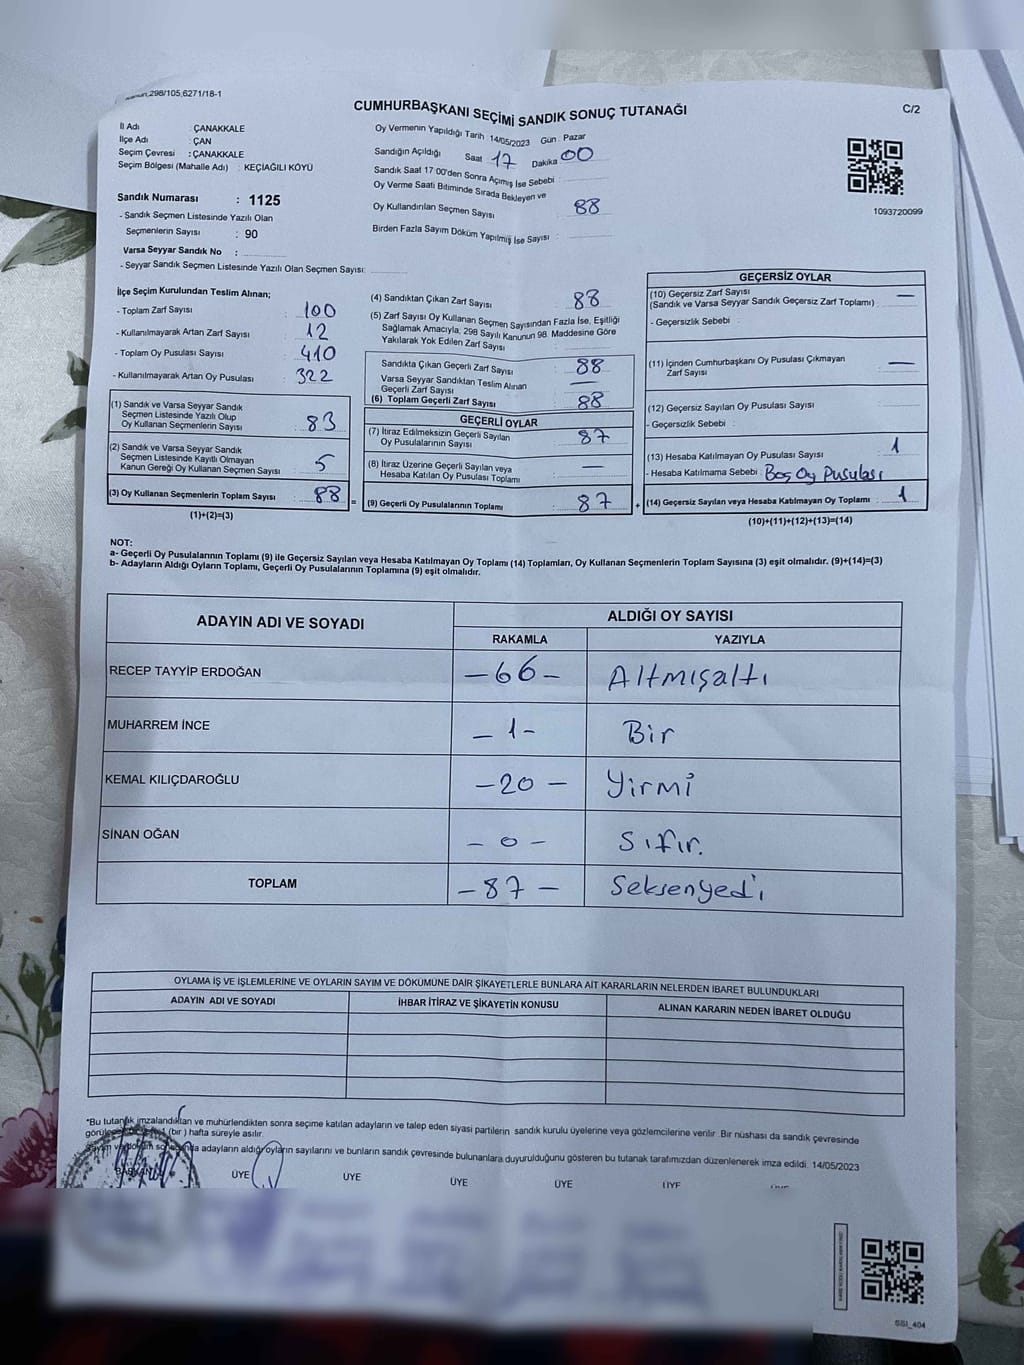 298/105,6271/18-1
CUMHURBAŞKANI SEÇİMİ SANDIK SONUÇ TUTANAĞI
C/2
İl Adı : ÇANAKKALE
İlçe Adı : ÇAN
Seçim Çevresi : ÇANAKKALE
Seçim Bölgesi (Mahalle Adı) : KEÇİAĞILI KÖYÜ
Sandık Numarası : 1125
- Sandık Seçmen Listesinde Yazılı Olan
Seçmenlerin Sayısı : 90
Varsa Seyyar Sandık No :
- Seyyar Sandık Seçmen Listesinde Yazılı Olan Seçmen Sayısı:
Oy Vermenin Yapıldığı Tarih 14/05/2023 Gün : Pazar
Sandığın Açıldığı Saat 17 Dakika 00
Sandık Saat 17:00'den Sonra Açımış İse Sebebi :
Oy Verme Saati Bitiminde Sırada Bekleyen ve
Oy Kullandırılan Seçmen Sayısı : 88
Birden Fazla Sayım Döküm Yapılmış İse Sayısı :
1093720099
İlçe Seçim Kurulundan Teslim Alınan;
- Toplam Zarf Sayısı : 100
- Kullanılmayarak Artan Zarf Sayısı : 12
- Toplam Oy Pusulası Sayısı : 410
- Kullanılmayarak Artan Oy Pusulası : 322
(1) Sandık ve Varsa Seyyar Sandık
Seçmen Listesinde Yazılı Olup
Oy Kullanan Seçmenlerin Sayısı : 83
(2) Sandık ve Varsa Seyyar Sandık
Seçmen Listesinde Kayıtlı Olmayan
Kanun Gereği Oy Kullanan Seçmen Sayısı : 5
(3) Oy Kullanan Seçmenlerin Toplam Sayısı : 88
(1)+(2)=(3)
(4) Sandıktan Çıkan Zarf Sayısı : 88
(5) Zarf Sayısı Oy Kullanan Seçmen Sayısından Fazla İse, Eşitliği
Sağlamak Amacıyla; 298 Sayılı Kanunun 98. Maddesine Göre
Yakılarak Yok Edilen Zarf Sayısı :
Sandıkta Çıkan Geçerli Zarf Sayısı : 88
Varsa Seyyar Sandıktan Teslim Alınan
Geçerli Zarf Sayısı : —
(6) Toplam Geçerli Zarf Sayısı : 88
GEÇERLİ OYLAR
(7) İtiraz Edilmeksizin Geçerli Sayılan
Oy Pusulalarının Sayısı : 87
(8) İtiraz Üzerine Geçerli Sayılan veya
Hesaba Katılan Oy Pusulası Toplamı : —
= (9) Geçerli Oy Pusulalarının Toplamı : 87
GEÇERSİZ OYLAR
(10) Geçersiz Zarf Sayısı
(Sandık ve Varsa Seyyar Sandık Geçersiz Zarf Toplamı) : —
- Geçersizlik Sebebi :
(11) İçinden Cumhurbaşkanı Oy Pusulası Çıkmayan
Zarf Sayısı : —
(12) Geçersiz Sayılan Oy Pusulası Sayısı :
- Geçersizlik Sebebi :
(13) Hesaba Katılmayan Oy Pusulası Sayısı : 1
- Hesaba Katılmama Sebebi : Boş Oy Pusulası
+ (14) Geçersiz Sayılan veya Hesaba Katılmayan Oy Toplamı : 1
(10)+(11)+(12)+(13)=(14)
NOT:
a- Geçerli Oy Pusulalarının Toplamı (9) ile Geçersiz Sayılan veya Hesaba Katılmayan Oy Toplamı (14) Toplamları, Oy Kullanan Seçmenlerin Toplam Sayısına (3) eşit olmalıdır. (9)+(14)=(3)
b- Adayların Aldığı Oyların Toplamı, Geçerli Oy Pusulalarının Toplamına (9) eşit olmalıdır.
ADAYIN ADI VE SOYADI ALDIĞI OY SAYISI
RAKAMLA YAZIYLA
RECEP TAYYİP ERDOĞAN -66- Altmışaltı
MUHARREM İNCE -1- Bir
KEMAL KILIÇDAROĞLU -20- Yirmi
SİNAN OĞAN -0- Sıfır.
TOPLAM -87- Seksenyedi
OYLAMA İŞ VE İŞLEMLERİNE VE OYLARIN SAYIM VE DÖKÜMÜNE DAİR ŞİKAYETLERLE BUNLARA AİT KARARLARIN NELERDEN İBARET BULUNDUKLARI
ADAYIN ADI VE SOYADI İHBAR İTİRAZ VE ŞİKAYETİN KONUSU ALINAN KARARIN NEDEN İBARET OLDUĞU
*Bu tutanak imzalandıktan ve mühürlendikten sonra seçime katılan adayların ve talep eden siyasi partilerin sandık kurulu üyelerine veya gözlemcilerine verilir. Bir nüshası da sandık çevresinde
(bir) hafta süreyle asılır.
adayların aldığı oyların sayılarını ve bunların sandık çevresinde bulunanlara duyurulduğunu gösteren bu tutanak tarafımızdan düzenlenerek imza edildi. 14/05/2023
BAŞKAN ÜYE ÜYE ÜYE ÜYE ÜYE
SSI_404